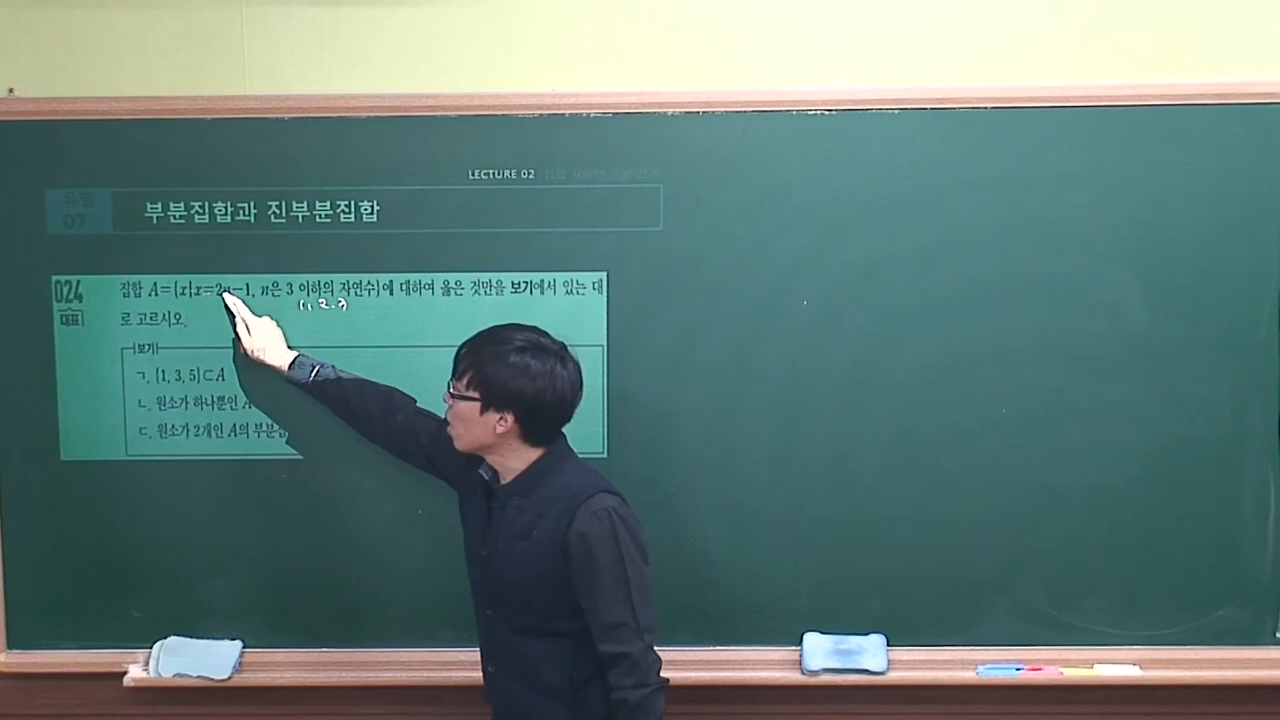 LECTURE 02
유형
07
부분집합과 진부분집합
024
대표
집합 A={x|x=2n-1, n은 3 이하의 자연수}에 대하여 옳은 것만을 보기에서 있는 대
1, 2, 3
로 고르시오.
보기
ㄱ. {1, 3, 5}⊂A
ㄴ. 원소가 하나뿐인 A
ㄷ. 원소가 2개인 A의